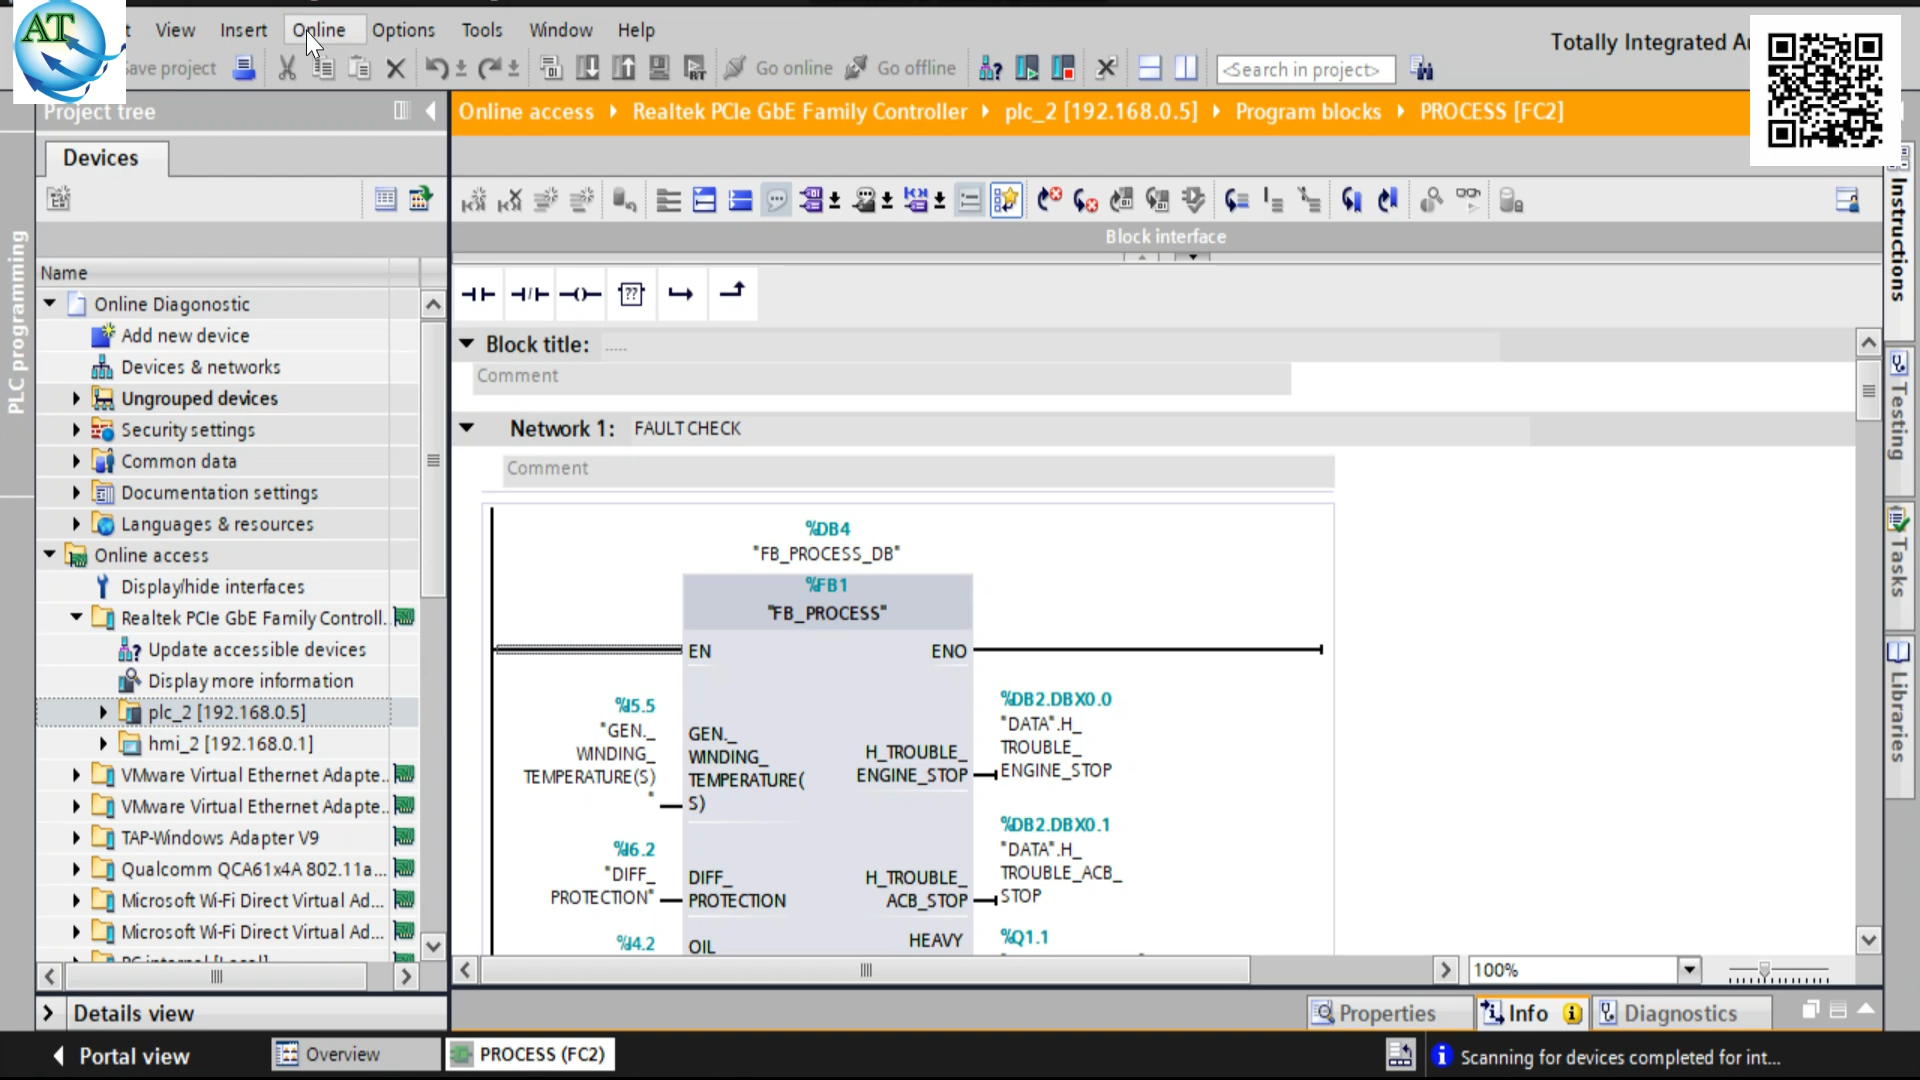 AT
t View Insert Online Options Tools Window Help
Totally Integrated Au
Save project
Go online
Go offline
<Search in project>
Project tree
Online access Realtek PCIe GbE Family Controller plc_2 [192.168.0.5] Program blocks PROCESS [FC2]
Devices
PLC programming
Block interface
Name
Online Diagonostic
Add new device
Devices & networks
Ungrouped devices
Security settings
Common data
Documentation settings
Languages & resources
Online access
Display/hide interfaces
Realtek PCIe GbE Family Controll..
Update accessible devices
Display more information
plc_2 [192.168.0.5]
hmi_2 [192.168.0.1]
VMware Virtual Ethernet Adapte..
VMware Virtual Ethernet Adapte..
TAP-Windows Adapter V9
Qualcomm QCA61x4A 802.11a...
Microsoft Wi-Fi Direct Virtual Ad...
Microsoft Wi-Fi Direct Virtual Ad...
PC internal [Local]
Details view
??
Block title: .....
Comment
Network 1: FAULT CHECK
Comment
%DB4
"FB_PROCESS_DB"
%FB1
"FB_PROCESS"
EN ENO
%I5.5
"GEN._
WINDING_
TEMPERATURE(S)
"
GEN._
WINDING_
TEMPERATURE(
S)
H_TROUBLE_
ENGINE_STOP
%DB2.DBX0.0
"DATA".H_
TROUBLE_
ENGINE_STOP
%I6.2
"DIFF_
PROTECTION"
DIFF_
PROTECTION
H_TROUBLE_
ACB_STOP
%DB2.DBX0.1
"DATA".H_
TROUBLE_ACB_
STOP
%I4.2
OIL
HEAVY
%Q1.1
100%
Instructions
Testing
Tasks
Libraries
Properties
Info
Diagnostics
Portal view
Overview
PROCESS (FC2)
Scanning for devices completed for int...